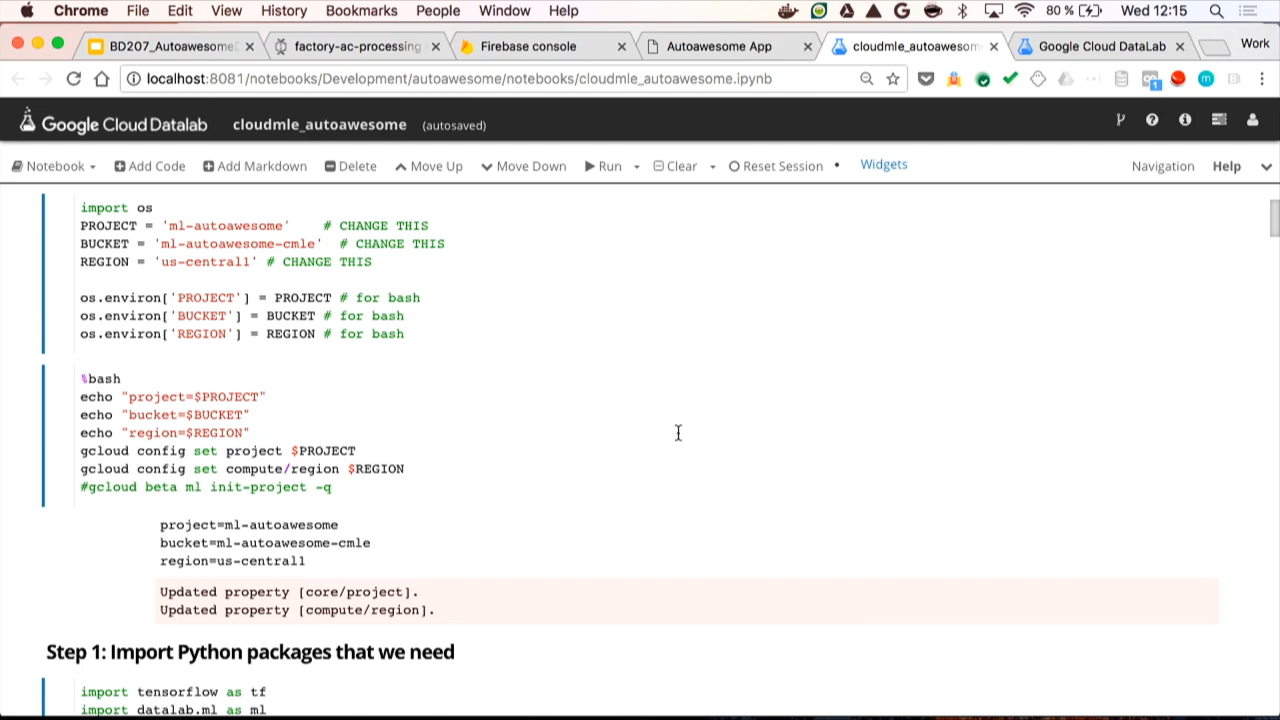 Chrome File Edit View History Bookmarks People Window Help 80 % Wed 12:15
BD207_Autoawesome factory-ac-processing Firebase console Autoawesome App cloudmle_autoawesom Google Cloud DataLab Work
localhost:8081/notebooks/Development/autoawesome/notebooks/cloudmle_autoawesome.ipynb
Google Cloud Datalab cloudmle_autoawesome (autosaved)
Notebook Add Code Add Markdown Delete Move Up Move Down Run Clear Reset Session Widgets Navigation Help
import os
PROJECT = 'ml-autoawesome' # CHANGE THIS
BUCKET = 'ml-autoawesome-cmle' # CHANGE THIS
REGION = 'us-central1' # CHANGE THIS
os.environ['PROJECT'] = PROJECT # for bash
os.environ['BUCKET'] = BUCKET # for bash
os.environ['REGION'] = REGION # for bash
%bash
echo "project=$PROJECT"
echo "bucket=$BUCKET"
echo "region=$REGION"
gcloud config set project $PROJECT
gcloud config set compute/region $REGION
#gcloud beta ml init-project -q
project=ml-autoawesome
bucket=ml-autoawesome-cmle
region=us-central1
Updated property [core/project].
Updated property [compute/region].
Step 1: Import Python packages that we need
import tensorflow as tf
import datalab.ml as ml